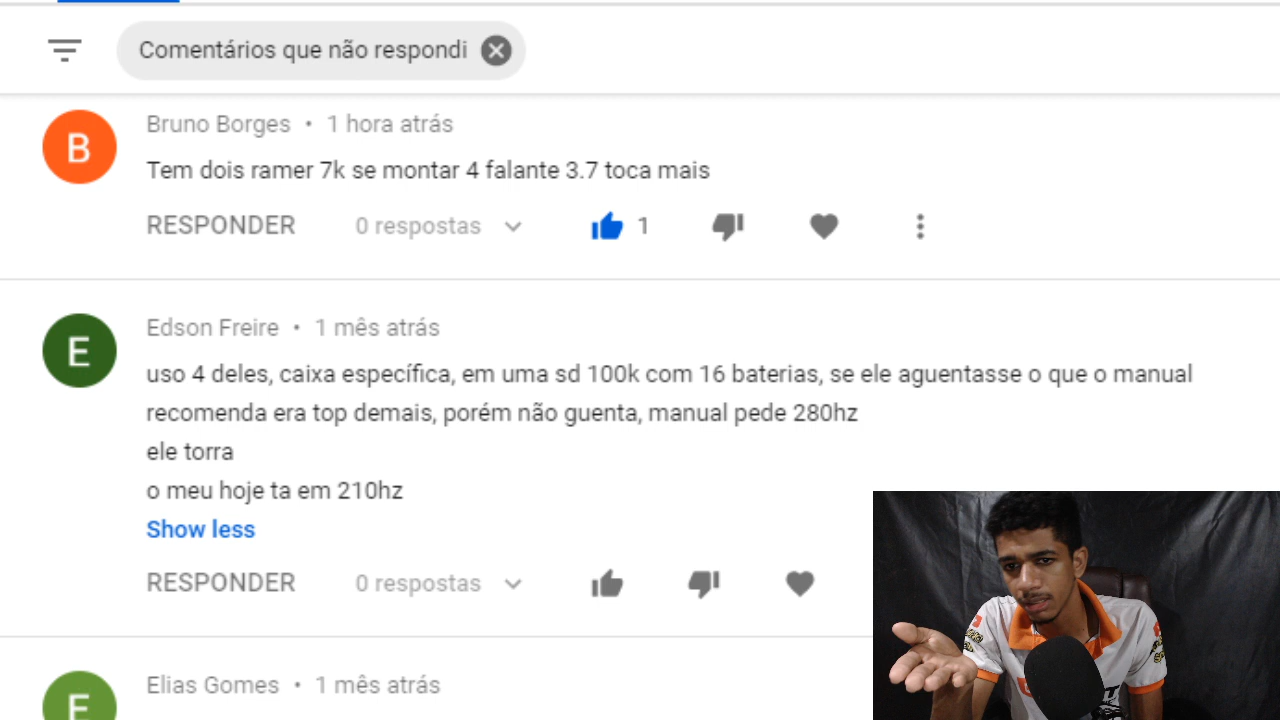 Comentários que não respondi
B
Bruno Borges • 1 hora atrás
Tem dois ramer 7k se montar 4 falante 3.7 toca mais
RESPONDER 0 respostas 1
E
Edson Freire • 1 mês atrás
uso 4 deles, caixa específica, em uma sd 100k com 16 baterias, se ele aguentasse o que o manual
recomenda era top demais, porém não guenta, manual pede 280hz
ele torra
o meu hoje ta em 210hz
Show less
RESPONDER 0 respostas
E
Elias Gomes • 1 mês atrás